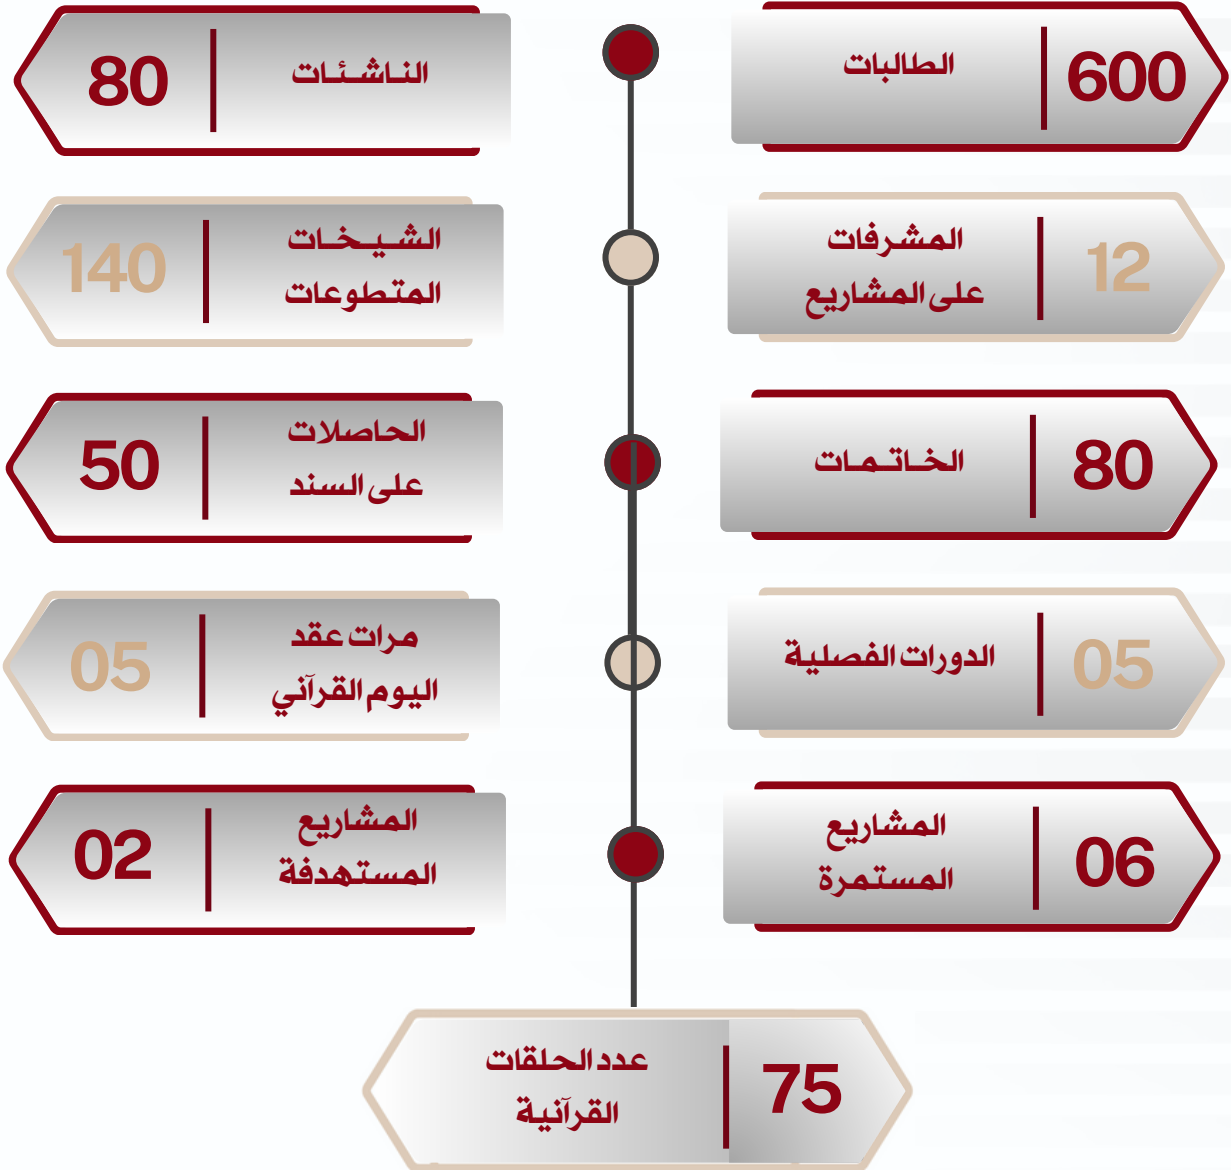 600
الطالبات
80
الناشئات
12
المشرفات
على المشاريع
140
الشيخات
المتطوعات
80
الخاتمات
50
الحاصلات
على السند
05
الدورات الفصلية
05
مرات عقد
اليوم القرآني
06
المشاريع
المستمرة
02
المشاريع
المستهدفة
75
عدد الحلقات
القرآنية